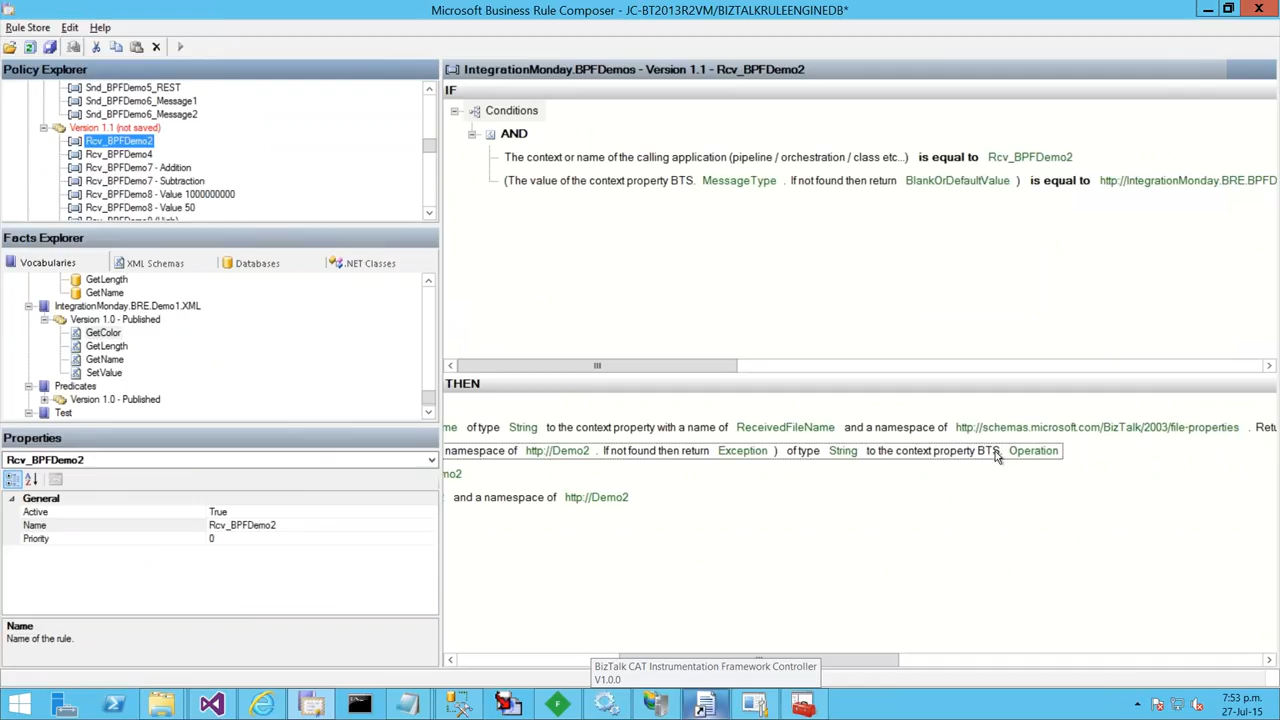 Microsoft Business Rule Composer - JC-BT2013R2VM/BIZTALKRULEENGINEDB*
Rule Store Edit Help
Policy Explorer
Snd_BPFDemo5_REST
Snd_BPFDemo6_Message1
Snd_BPFDemo6_Message2
Version 1.1 (not saved)
Rcv_BPFDemo2
Rcv_BPFDemo4
Rcv_BPFDemo7 - Addition
Rcv_BPFDemo7 - Subtraction
Rcv_BPFDemo8 - Value 1000000000
Rcv_BPFDemo8 - Value 50
Facts Explorer
Vocabularies XML Schemas Databases .NET Classes
GetLength
GetName
IntegrationMonday.BRE.Demo1.XML
Version 1.0 - Published
GetColor
GetLength
GetName
SetValue
Predicates
Version 1.0 - Published
Test
Properties
Rcv_BPFDemo2
General
Active True
Name Rcv_BPFDemo2
Priority 0
Name
Name of the rule.
IntegrationMonday.BPFDemos - Version 1.1 - Rcv_BPFDemo2
IF
Conditions
AND
The context or name of the calling application (pipeline / orchestration / class etc...) is equal to Rcv_BPFDemo2
(The value of the context property BTS. MessageType . If not found then return BlankOrDefaultValue ) is equal to http://IntegrationMonday.BRE.BPFD
THEN
me of type String to the context property with a name of ReceivedFileName and a namespace of http://schemas.microsoft.com/BizTalk/2003/file-properties . Retu
namespace of http://Demo2 . If not found then return Exception ) of type String to the context property BTS. Operation
mo2
and a namespace of http://Demo2
BizTalk CAT Instrumentation Framework Controller
V1.0.0
7:53 p.m.
27-Jul-15